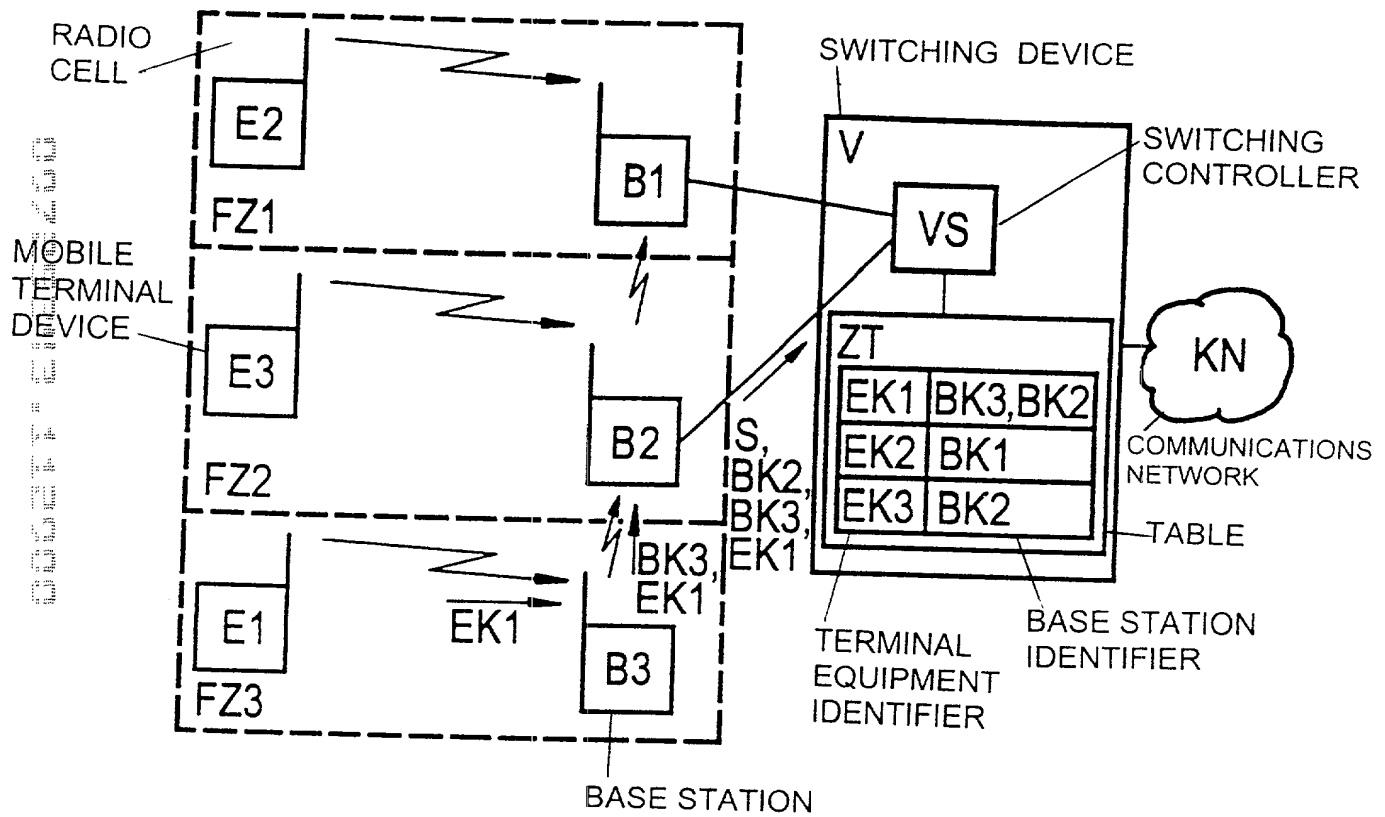 RADIO
CELL
E2
B1
FZ1
MOBILE
TERMINAL
DEVICE
E3
B2
FZ2
E1
EK1
BK3,
EK1
B3
FZ3
BASE STATION
S,
BK2,
BK3,
EK1
SWITCHING DEVICE
V
SWITCHING
CONTROLLER
VS
ZT
EK1 BK3,BK2
EK2 BK1
EK3 BK2
KN
COMMUNICATIONS
NETWORK
TABLE
TERMINAL
EQUIPMENT
IDENTIFIER
BASE STATION
IDENTIFIER